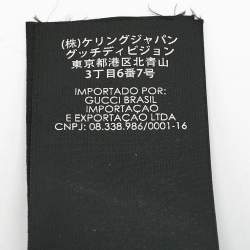 (株)ケリングジャパン
グッチディビジョン
東京都港区北青山
3丁目6番7号
IMPORTADO POR:
GUCCI BRASIL
IMPORTAÇAO
E EXPORTAÇAO LTDA
CNPJ: 08.338.986/0001-16